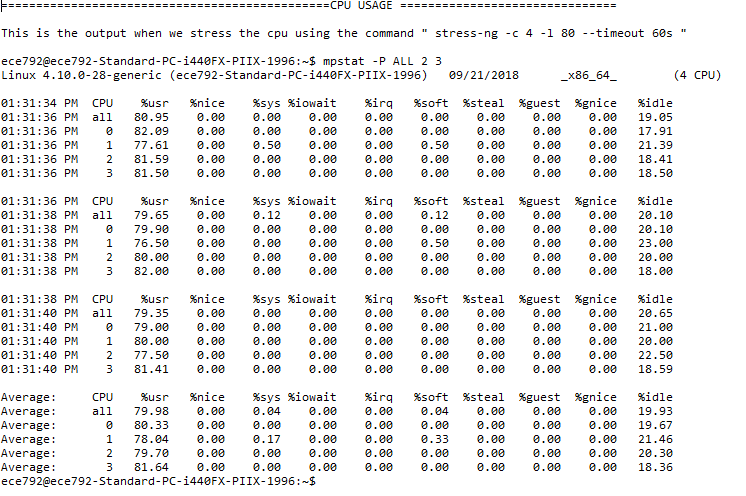 ==============================================CPU USAGE ===============================
This is the output when we stress the cpu using the command " stress-ng -c 4 -l 80 --timeout 60s "
ece792@ece792-Standard-PC-i440FX-PIIX-1996:~$ mpstat -P ALL 2 3
Linux 4.10.0-28-generic (ece792-Standard-PC-i440FX-PIIX-1996) 09/21/2018 _x86_64_ (4 CPU)
01:31:34 PM CPU %usr %nice %sys %iowait %irq %soft %steal %guest %gnice %idle
01:31:36 PM all 80.95 0.00 0.00 0.00 0.00 0.00 0.00 0.00 0.00 19.05
01:31:36 PM 0 82.09 0.00 0.00 0.00 0.00 0.00 0.00 0.00 0.00 17.91
01:31:36 PM 1 77.61 0.00 0.50 0.00 0.00 0.50 0.00 0.00 0.00 21.39
01:31:36 PM 2 81.59 0.00 0.00 0.00 0.00 0.00 0.00 0.00 0.00 18.41
01:31:36 PM 3 81.50 0.00 0.00 0.00 0.00 0.00 0.00 0.00 0.00 18.50
01:31:36 PM CPU %usr %nice %sys %iowait %irq %soft %steal %guest %gnice %idle
01:31:38 PM all 79.65 0.00 0.12 0.00 0.00 0.12 0.00 0.00 0.00 20.10
01:31:38 PM 0 79.90 0.00 0.00 0.00 0.00 0.00 0.00 0.00 0.00 20.10
01:31:38 PM 1 76.50 0.00 0.00 0.00 0.00 0.50 0.00 0.00 0.00 23.00
01:31:38 PM 2 80.00 0.00 0.00 0.00 0.00 0.00 0.00 0.00 0.00 20.00
01:31:38 PM 3 82.00 0.00 0.00 0.00 0.00 0.00 0.00 0.00 0.00 18.00
01:31:38 PM CPU %usr %nice %sys %iowait %irq %soft %steal %guest %gnice %idle
01:31:40 PM all 79.35 0.00 0.00 0.00 0.00 0.00 0.00 0.00 0.00 20.65
01:31:40 PM 0 79.00 0.00 0.00 0.00 0.00 0.00 0.00 0.00 0.00 21.00
01:31:40 PM 1 80.00 0.00 0.00 0.00 0.00 0.00 0.00 0.00 0.00 20.00
01:31:40 PM 2 77.50 0.00 0.00 0.00 0.00 0.00 0.00 0.00 0.00 22.50
01:31:40 PM 3 81.41 0.00 0.00 0.00 0.00 0.00 0.00 0.00 0.00 18.59
Average: CPU %usr %nice %sys %iowait %irq %soft %steal %guest %gnice %idle
Average: all 79.98 0.00 0.04 0.00 0.00 0.04 0.00 0.00 0.00 19.93
Average: 0 80.33 0.00 0.00 0.00 0.00 0.00 0.00 0.00 0.00 19.67
Average: 1 78.04 0.00 0.17 0.00 0.00 0.33 0.00 0.00 0.00 21.46
Average: 2 79.70 0.00 0.00 0.00 0.00 0.00 0.00 0.00 0.00 20.30
Average: 3 81.64 0.00 0.00 0.00 0.00 0.00 0.00 0.00 0.00 18.36
ece792@ece792-Standard-PC-i440FX-PIIX-1996:~$